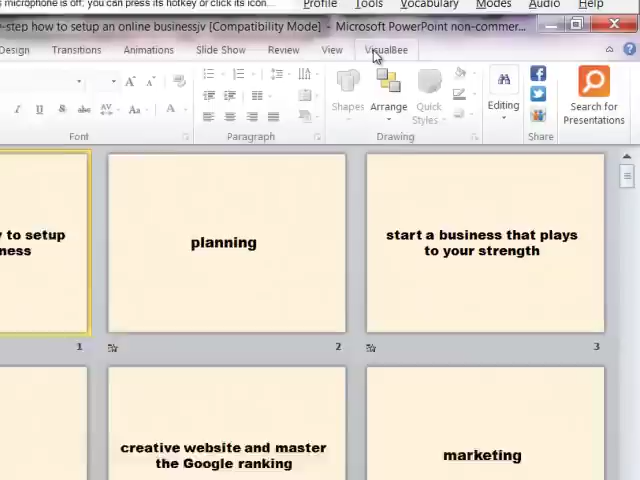 microphone is off; you can press its hotkey or click its icon...
Profile Tools Vocabulary Modes Audio Help
-step how to setup an online businessjv [Compatibility Mode] - Microsoft PowerPoint non-commer...
Design Transitions Animations Slide Show Review View VisualBee
Shapes Arrange Quick Styles Editing Search for Presentations
Font Paragraph Drawing Share
to setup
planning
start a business that plays
to your strength
1 2 3
creative website and master
the Google ranking
marketing